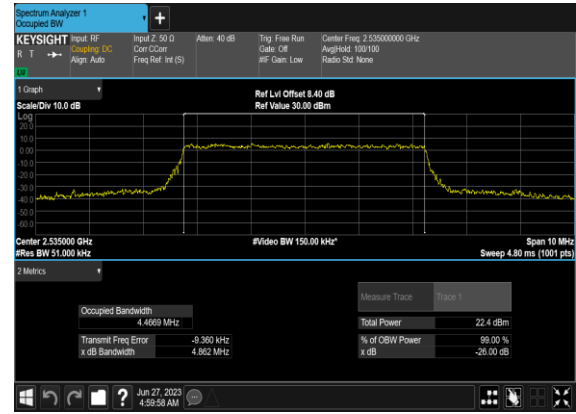 Spectrum Analyzer 1
Occupied BW
KEYSIGHT Input: RF Input Z: 50 Ω Atten: 40 dB Trig: Free Run Center Freq: 2.535000000 GHz
R T Coupling: DC Corr CCorr Gate: Off Avg|Hold: 100/100
Align: Auto Freq Ref: Int (S) #IF Gain: Low Radio Std: None
1 Graph
Ref Lvl Offset 8.40 dB
Scale/Div 10.0 dB Ref Value 30.00 dBm
Log
20.0
10.0
0.00
-10.0
-20.0
-30.0
-40.0
-50.0
-60.0
Center 2.535000 GHz #Video BW 150.00 kHz* Span 10 MHz
#Res BW 51.000 kHz Sweep 4.80 ms (1001 pts)
2 Metrics
Measure Trace Trace 1
Occupied Bandwidth
4.4669 MHz Total Power 22.4 dBm
Transmit Freq Error -9.360 kHz % of OBW Power 99.00 %
x dB Bandwidth 4.862 MHz x dB -26.00 dB
? Jun 27, 2023
4:59:58 AM